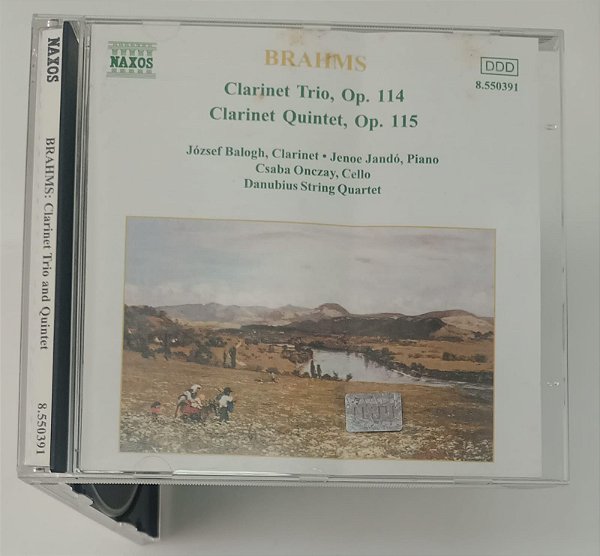 NAXOS
BRAHMS: Clarinet Trio and Quintet
8.550391
NAXOS
BRAHMS
DDD
8.550391
Clarinet Trio, Op. 114
Clarinet Quintet, Op. 115
József Balogh, Clarinet • Jenoe Jandó, Piano
Csaba Onczay, Cello
Danubius String Quartet